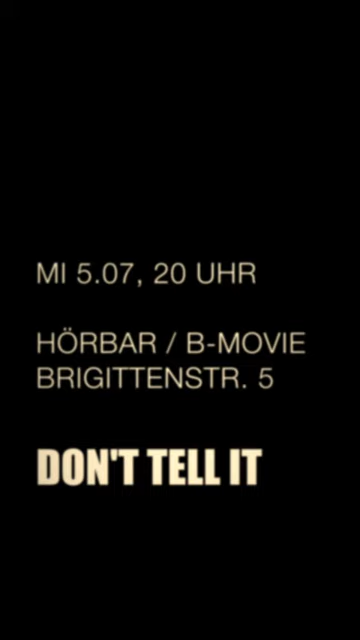 MI 5.07, 20 UHR
HÖRBAR / B-MOVIE
BRIGITTENSTR. 5
DON'T TELL IT